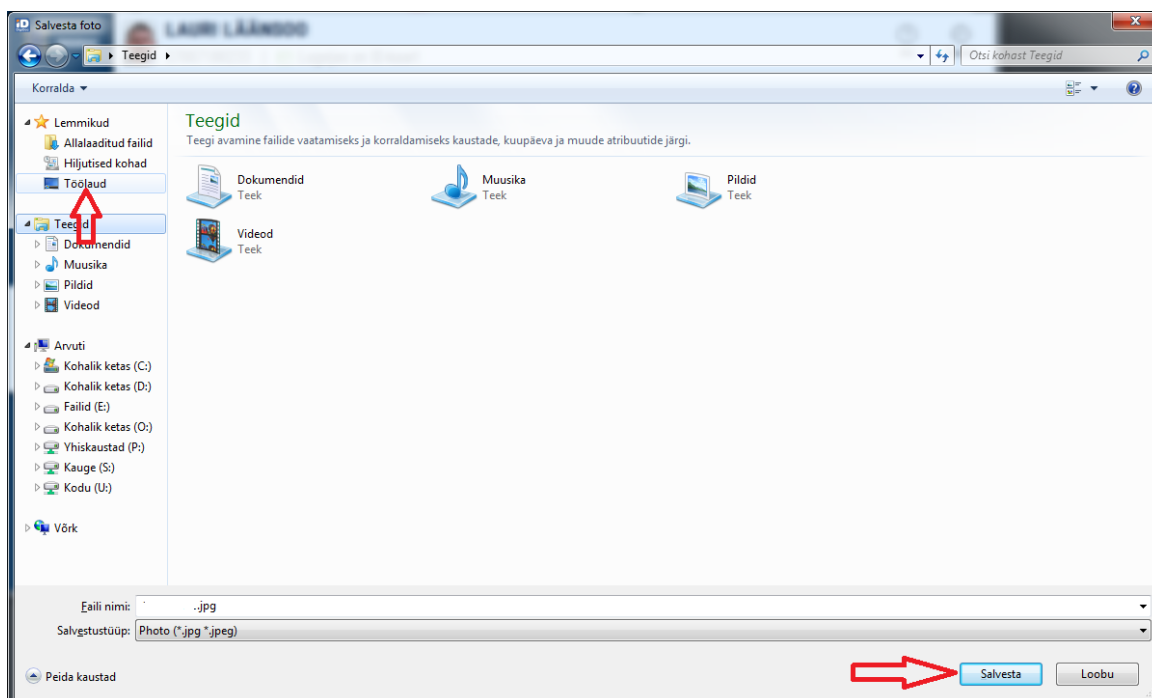 Salvesta foto
LAURI LÄÄNSOO
Teegid
Otsi kohast Teegid
Korralda
Lemmikud
Allalaaditud failid
Hiljutised kohad
Töölaud
Teegid
Dokumendid
Muusika
Pildid
Videod
Arvuti
Kohalik ketas (C:)
Kohalik ketas (D:)
Failid (E:)
Kohalik ketas (O:)
Yhiskaustad (P:)
Kauge (S:)
Kodu (U:)
Võrk
Teegid
Teegi avamine failide vaatamiseks ja korraldamiseks kaustade, kuupäeva ja muude atribuutide järgi.
Dokumendid
Teek
Muusika
Teek
Pildid
Teek
Videod
Teek
Faili nimi: ..jpg
Salvestustüüp: Photo (*.jpg *.jpeg)
Peida kaustad
Salvesta
Loobu